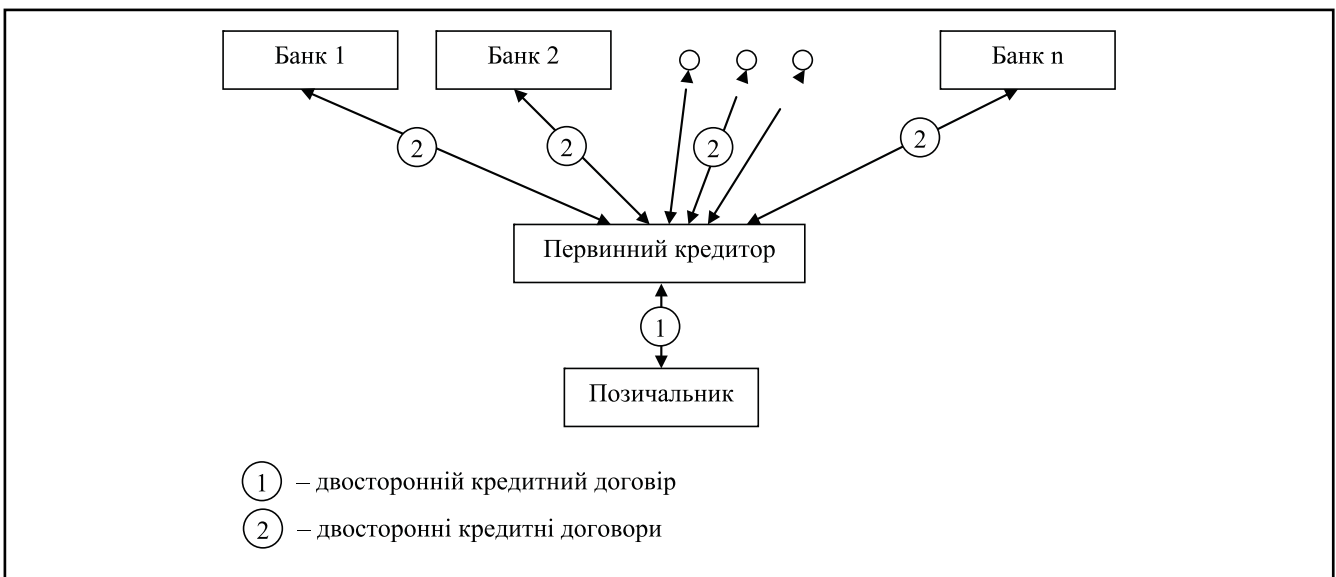 Банк 1 Банк 2 Банк n
2 2 2 2
Первинний кредитор
1
Позичальник
1 – двосторонній кредитний договір
2 – двосторонні кредитні договори